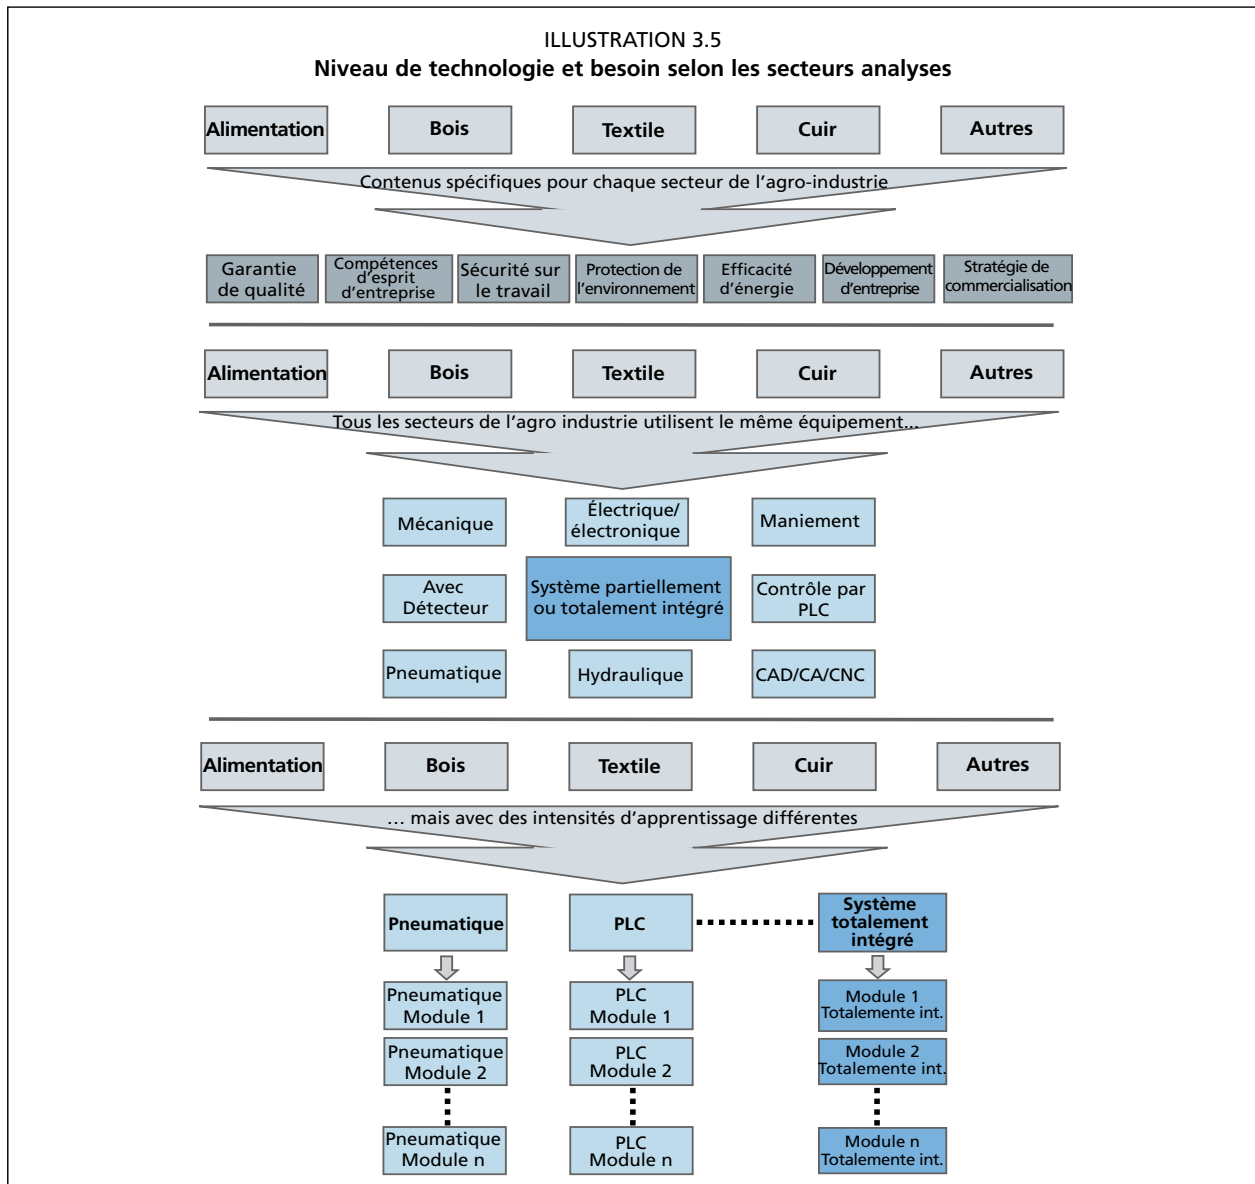 ILLUSTRATION 3.5
Niveau de technologie et besoin selon les secteurs analyses
Alimentation
Bois
Textile
Cuir
Autres
Contenus spécifiques pour chaque secteur de l'agro-industrie
Garantie
de qualité
Compétences
d'esprit
d'entreprise
Sécurité sur
le travail
Protection de
l'environnement
Efficacité
d'énergie
Développement
d'entreprise
Stratégie de
commercialisation
Alimentation
Bois
Textile
Cuir
Autres
Tous les secteurs de l'agro industrie utilisent le même équipement...
Mécanique
Électrique/
électronique
Maniement
Avec
Détecteur
Système partiellement
ou totalement intégré
Contrôle par
PLC
Pneumatique
Hydraulique
CAD/CA/CNC
Alimentation
Bois
Textile
Cuir
Autres
... mais avec des intensités d'apprentissage différentes
Pneumatique
PLC
Système
totalement
intégré
Pneumatique
Module 1
PLC
Module 1
Module 1
Totalemente int.
Pneumatique
Module 2
PLC
Module 2
Module 2
Totalemente int.
Pneumatique
Module n
PLC
Module n
Module n
Totalemente int.